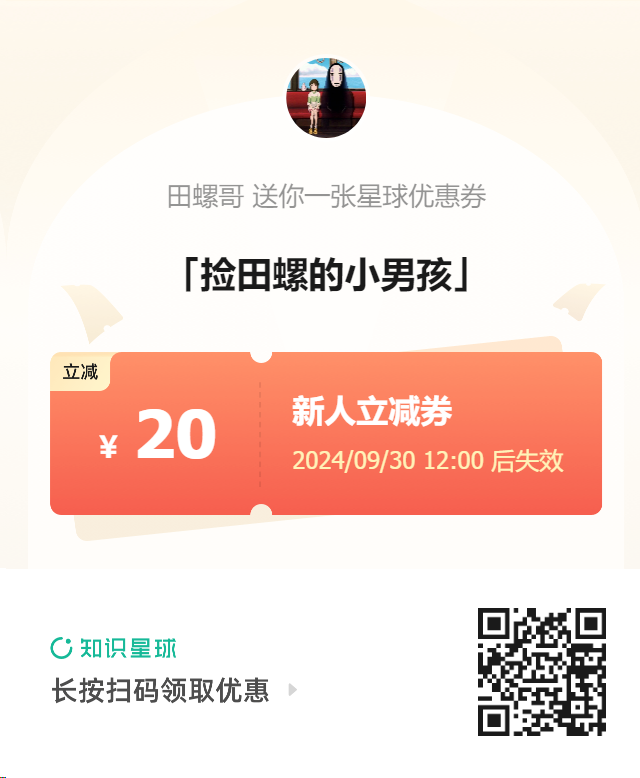 田螺哥 送你一张星球优惠券
「捡田螺的小男孩」
立减
¥ 20
新人立减券
2024/09/30 12:00 后失效
知识星球
长按扫码领取优惠